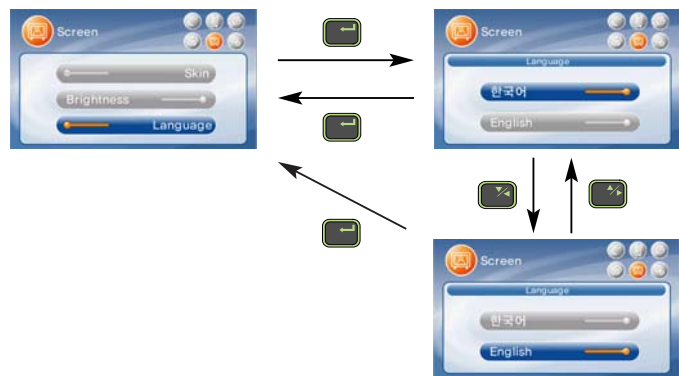 Screen
Skin
Brightness
Language
Screen
Language
한국어
English
Screen
Language
한국어
English